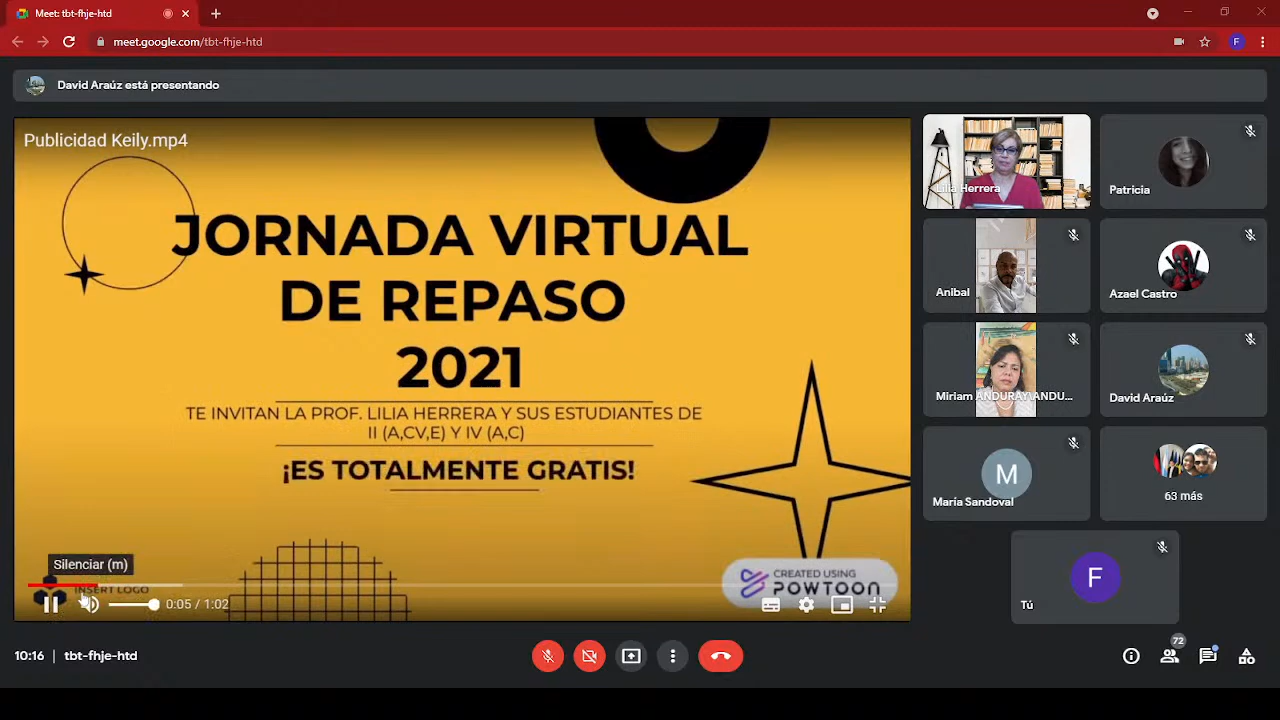 Meet: tbt-fhje-htd
meet.google.com/tbt-fhje-htd
F
David Araúz está presentando
Publicidad Keily.mp4
JORNADA VIRTUAL
DE REPASO
2021
TE INVITAN LA PROF. LILIA HERRERA Y SUS ESTUDIANTES DE
II (A,CV,E) Y IV (A,C)
¡ES TOTALMENTE GRATIS!
Silenciar (m)
INSERT LOGO
0:05 / 1:02
CREATED USING
POWTOON
Lilia Herrera
Patricia
Anibal
Azael Castro
Miriam ANDURAY\ANDU...
David Araúz
M
María Sandoval
63 más
F
Tú
10:16 | tbt-fhje-htd
72